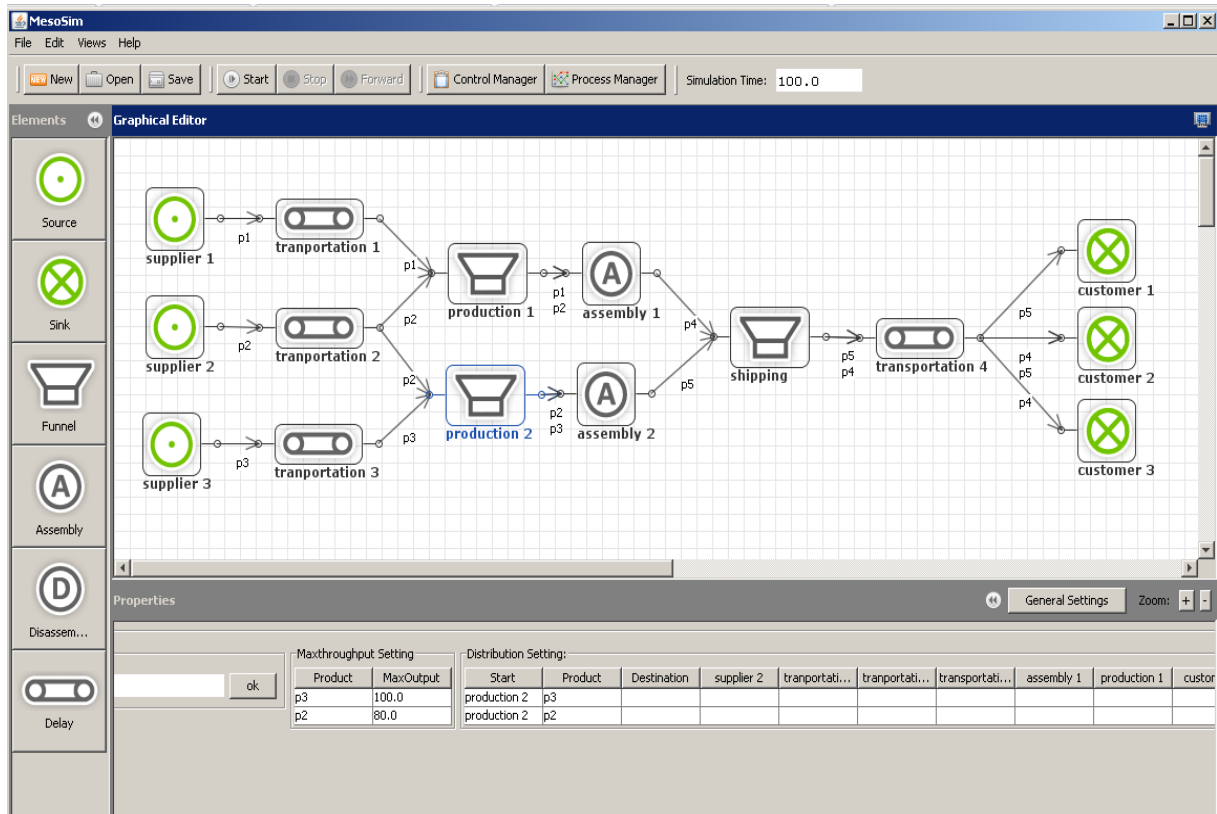 MesoSim
File Edit Views Help
NEW New Open Save Start Stop Forward Control Manager Process Manager Simulation Time: 100.0
Elements Graphical Editor
Source
Sink
Funnel
A
Assembly
D
Disassem...
Delay
supplier 1
p1
tranportation 1
p1
supplier 2
p2
tranportation 2
p2
p2
supplier 3
p3
tranportation 3
p3
production 1
p1
p2
A
assembly 1
p4
production 2
p2
p3
A
assembly 2
p5
shipping
p5
p4
transportation 4
p5
p4
p5
p4
customer 1
customer 2
customer 3
Properties General Settings Zoom: + -
ok
Maxthroughput Setting
Product MaxOutput
p3 100.0
p2 80.0
Distribution Setting:
Start Product Destination supplier 2 tranportati... tranportati... transportati... assembly 1 production 1 custor
production 2 p3
production 2 p2